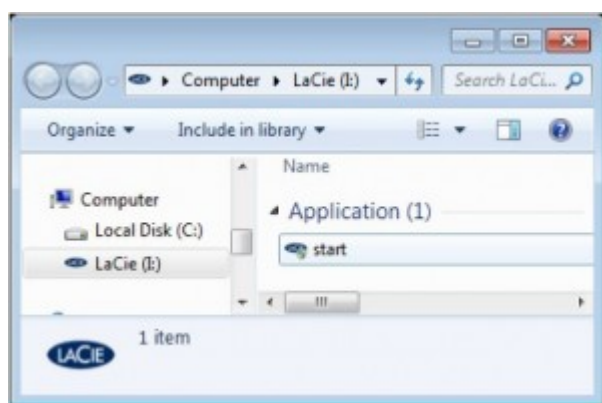 Computer ▸ LaCie (I:) Search LaCi...
Organize Include in library
Name
Computer
Application (1)
Local Disk (C:)
start
LaCie (I:)
1 item
LACIE